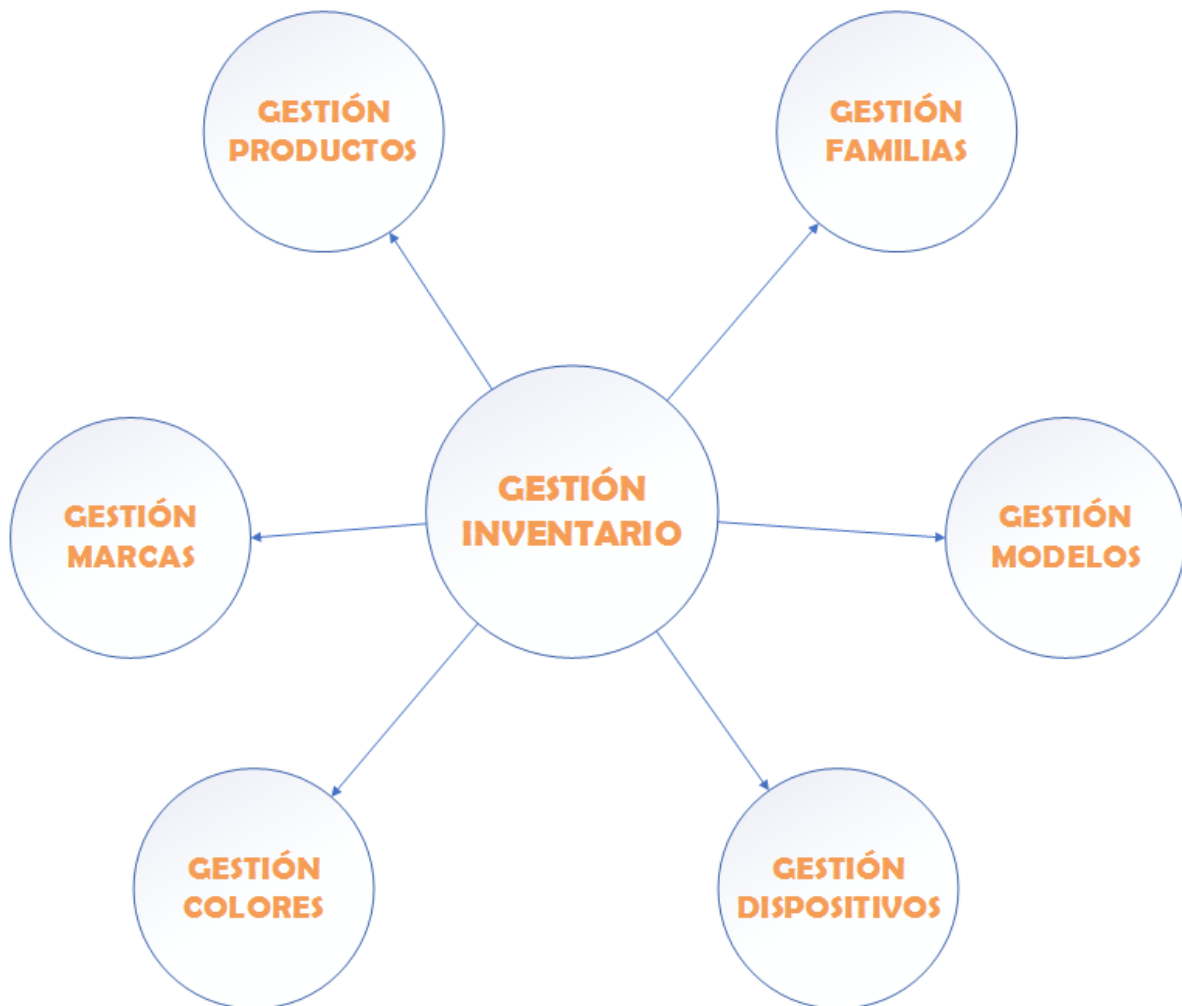 GESTIÓN
PRODUCTOS
GESTIÓN
FAMILIAS
GESTIÓN
MARCAS
GESTIÓN
INVENTARIO
GESTIÓN
MODELOS
GESTIÓN
COLORES
GESTIÓN
DISPOSITIVOS